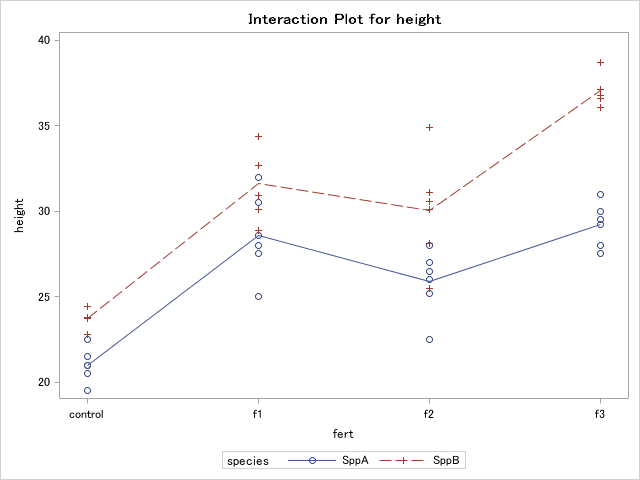 Interaction Plot for height
40
35
30
25
20
height
control f1 f2 f3
fert
species SppA SppB